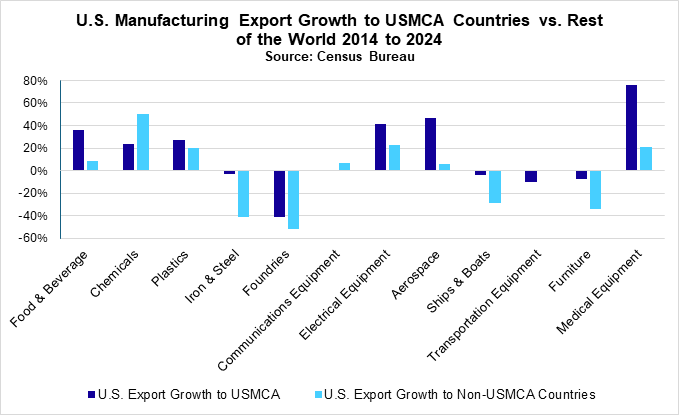 U.S. Manufacturing Export Growth to USMCA Countries vs. Rest
of the World 2014 to 2024
Source: Census Bureau
80%
60%
40%
20%
0%
-20%
-40%
-60%
Food & Beverage
Chemicals
Plastics
Iron & Steel
Foundries
Communications Equipment
Electrical Equipment
Aerospace
Ships & Boats
Transportation Equipment
Furniture
Medical Equipment
U.S. Export Growth to USMCA
U.S. Export Growth to Non-USMCA Countries